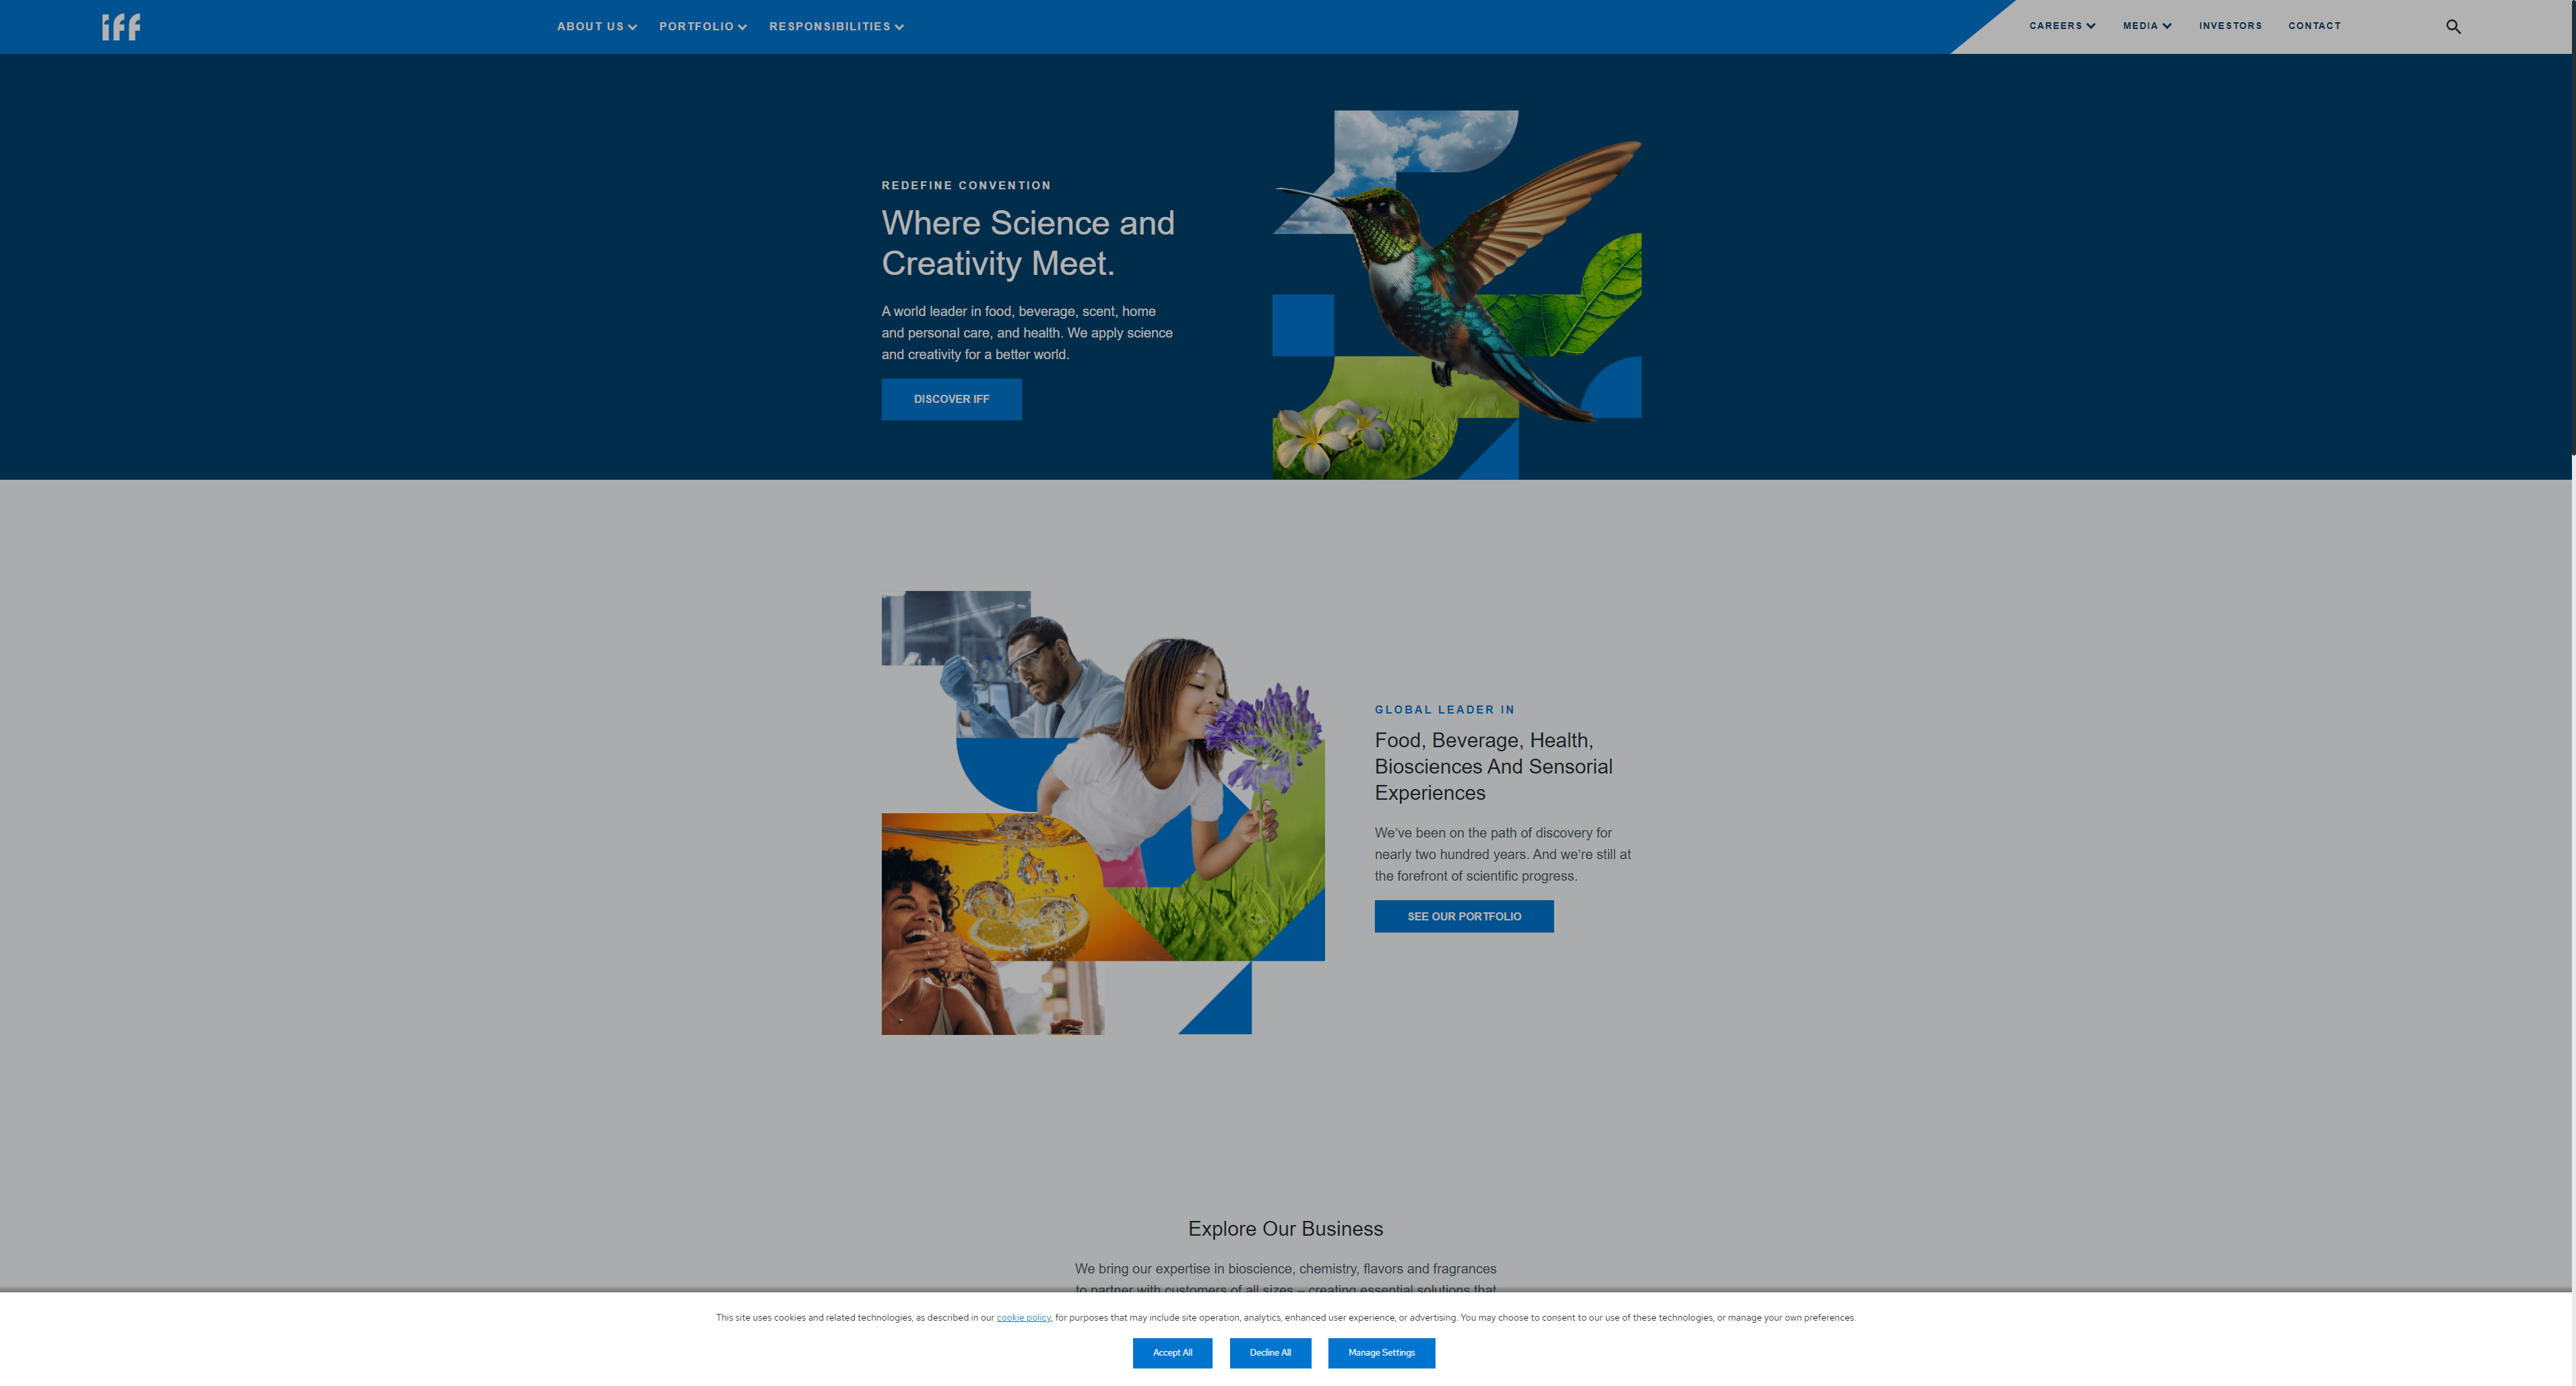 iff
ABOUT US
PORTFOLIO
RESPONSIBILITIES
CAREERS
MEDIA
INVESTORS
CONTACT
REDEFINE CONVENTION
Where Science and
Creativity Meet.
A world leader in food, beverage, scent, home
and personal care, and health. We apply science
and creativity for a better world.
DISCOVER IFF
GLOBAL LEADER IN
Food, Beverage, Health,
Biosciences And Sensorial
Experiences
We've been on the path of discovery for
nearly two hundred years. And we're still at
the forefront of scientific progress.
SEE OUR PORTFOLIO
Explore Our Business
We bring our expertise in bioscience, chemistry, flavors and fragrances
to partner with customers of all sizes – creating essential solutions that
This site uses cookies and related technologies, as described in our cookie policy, for purposes that may include site operation, analytics, enhanced user experience, or advertising. You may choose to consent to our use of these technologies, or manage your own preferences.
Accept All
Decline All
Manage Settings